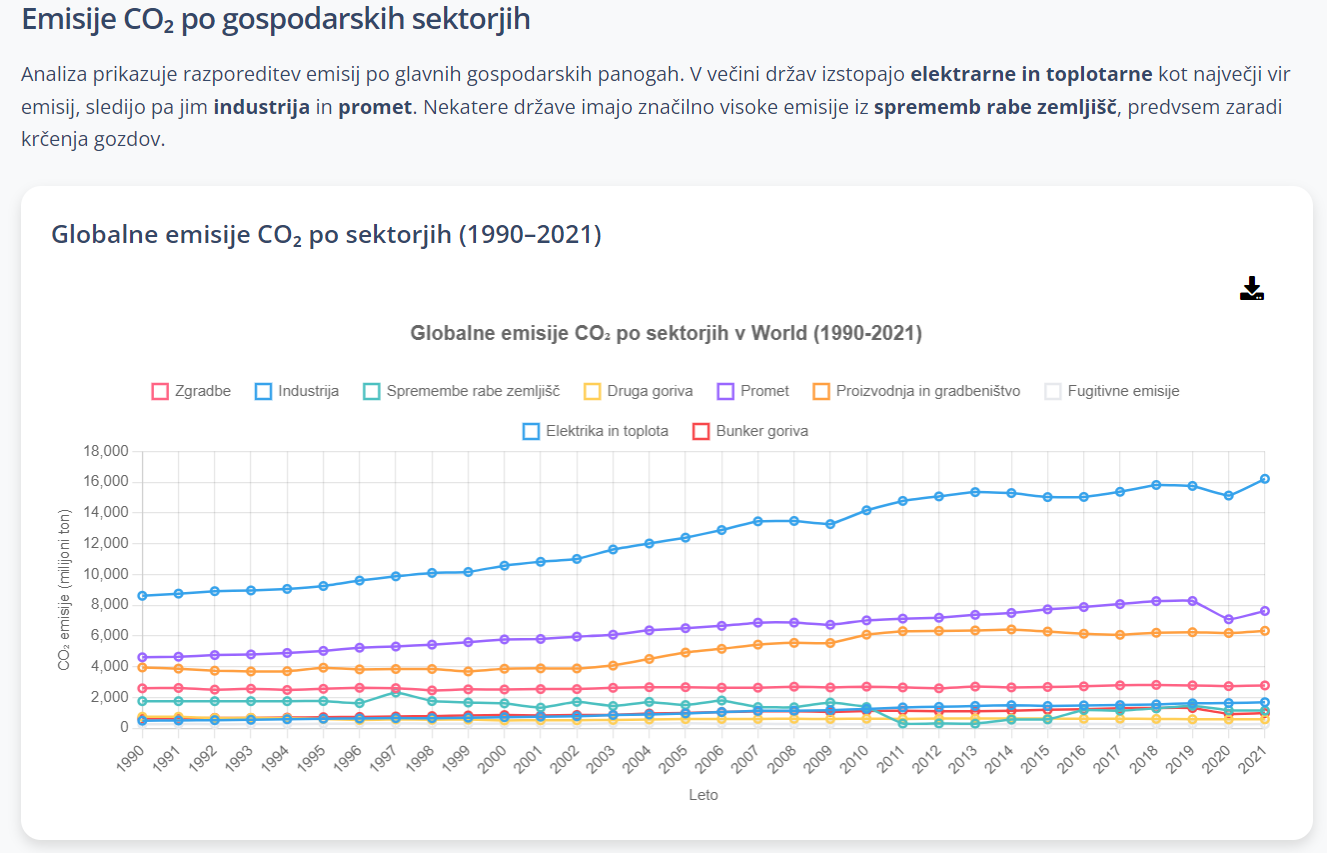 Emisije CO₂ po gospodarskih sektorjih
Analiza prikazuje razporeditev emisij po glavnih gospodarskih panogah. V večini držav izstopajo elektrarne in toplotarne kot največji vir
emisij, sledijo pa jim industrija in promet. Nekatere države imajo značilno visoke emisije iz sprememb rabe zemljišč, predvsem zaradi
krčenja gozdov.
Globalne emisije CO₂ po sektorjih (1990–2021)
Globalne emisije CO₂ po sektorjih v World (1990-2021)
Zgradbe Industrija Spremembe rabe zemljišč Druga goriva Promet Proizvodnja in gradbeništvo Fugitivne emisije
Elektrika in toplota Bunker goriva
18,000
16,000
14,000
12,000
10,000
8,000
6,000
4,000
2,000
0
CO₂ emisije (milijoni ton)
1990 1991 1992 1993 1994 1995 1996 1997 1998 1999 2000 2001 2002 2003 2004 2005 2006 2007 2008 2009 2010 2011 2012 2013 2014 2015 2016 2017 2018 2019 2020 2021
Leto